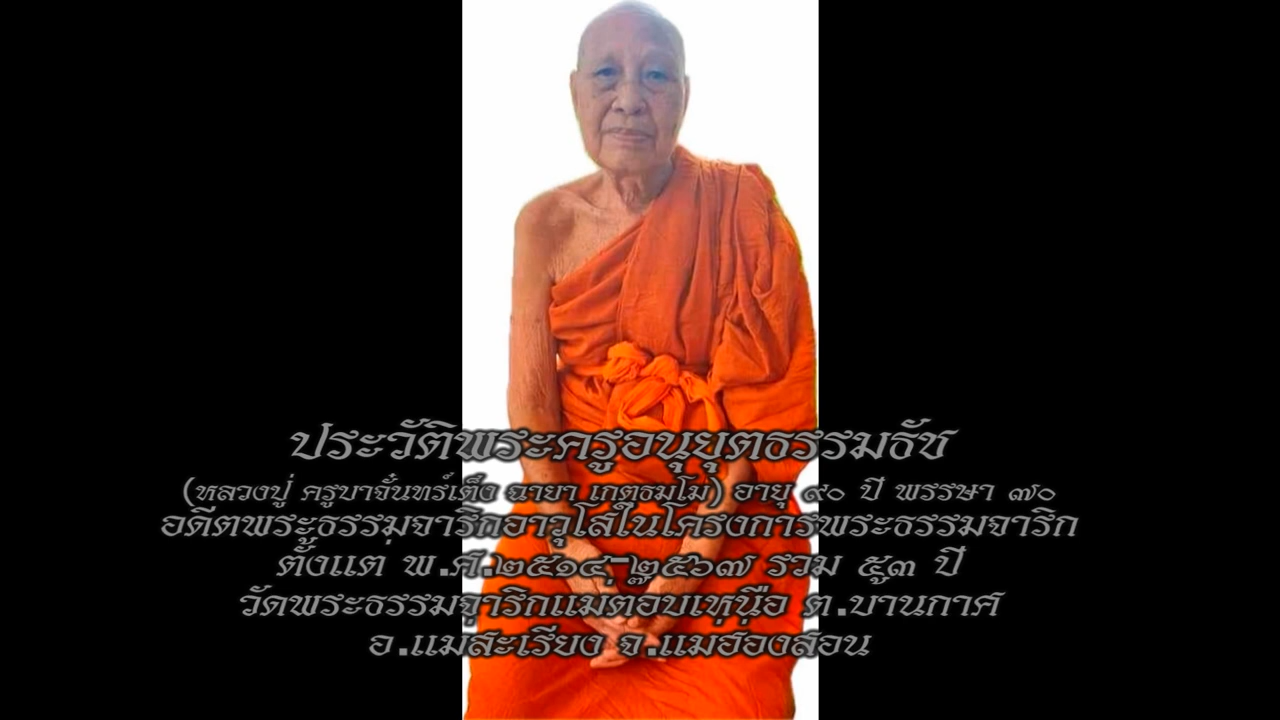 ประวัติพระครูอนุยุตธรรมธัช
(หลวงปู่ ครูบาจั๋นทร์เต็ง ฉายา เกตุธมฺโม) อายุ ๙๐ ปี พรรษา ๗๐
อดีตพระธรรมจาริกอาวุโสในโครงการพระธรรมจาริก
ตั้งแต่ พ.ศ.๒๕๑๔-๒๕๖๗ รวม ๕๓ ปี
วัดพระธรรมจาริกแม่ต๊อบเหนือ ต.บ้านกาศ
อ.แม่สะเรียง จ.แม่ฮ่องสอน